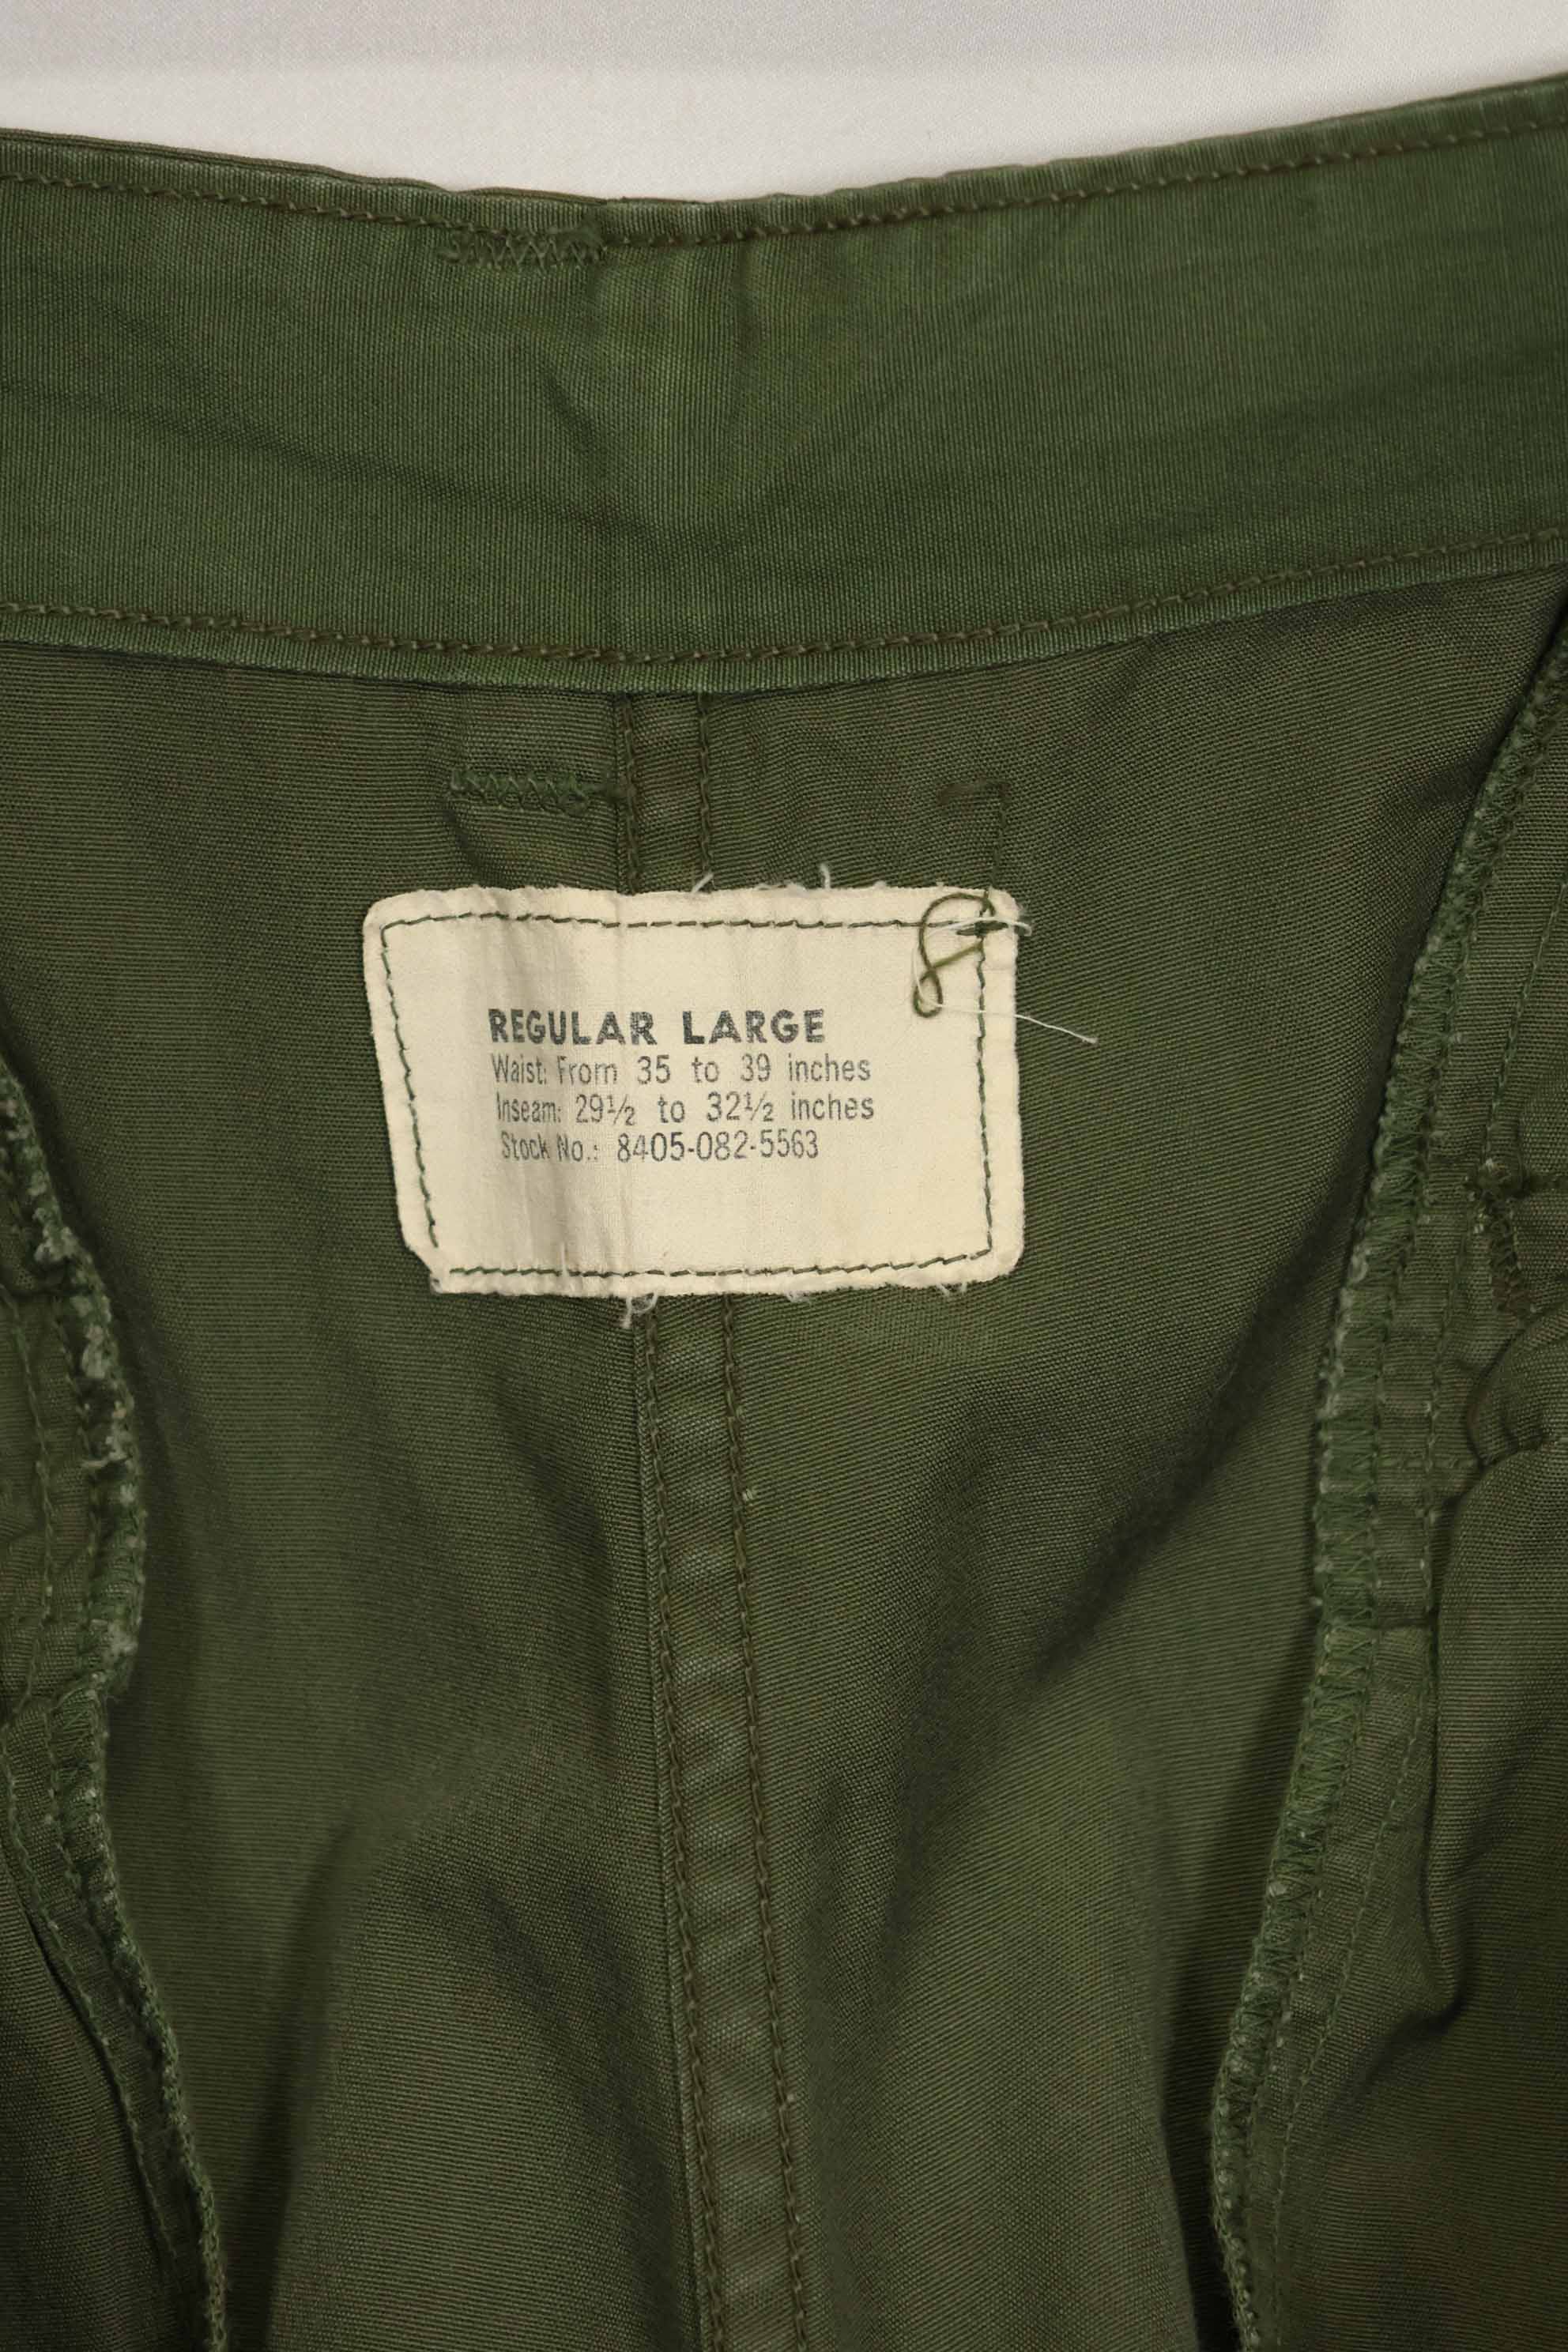 REGULAR LARGE
Waist: From 35 to 39 inches
Inseam: 29½ to 32½ inches
Stock No.: 8405-082-5563